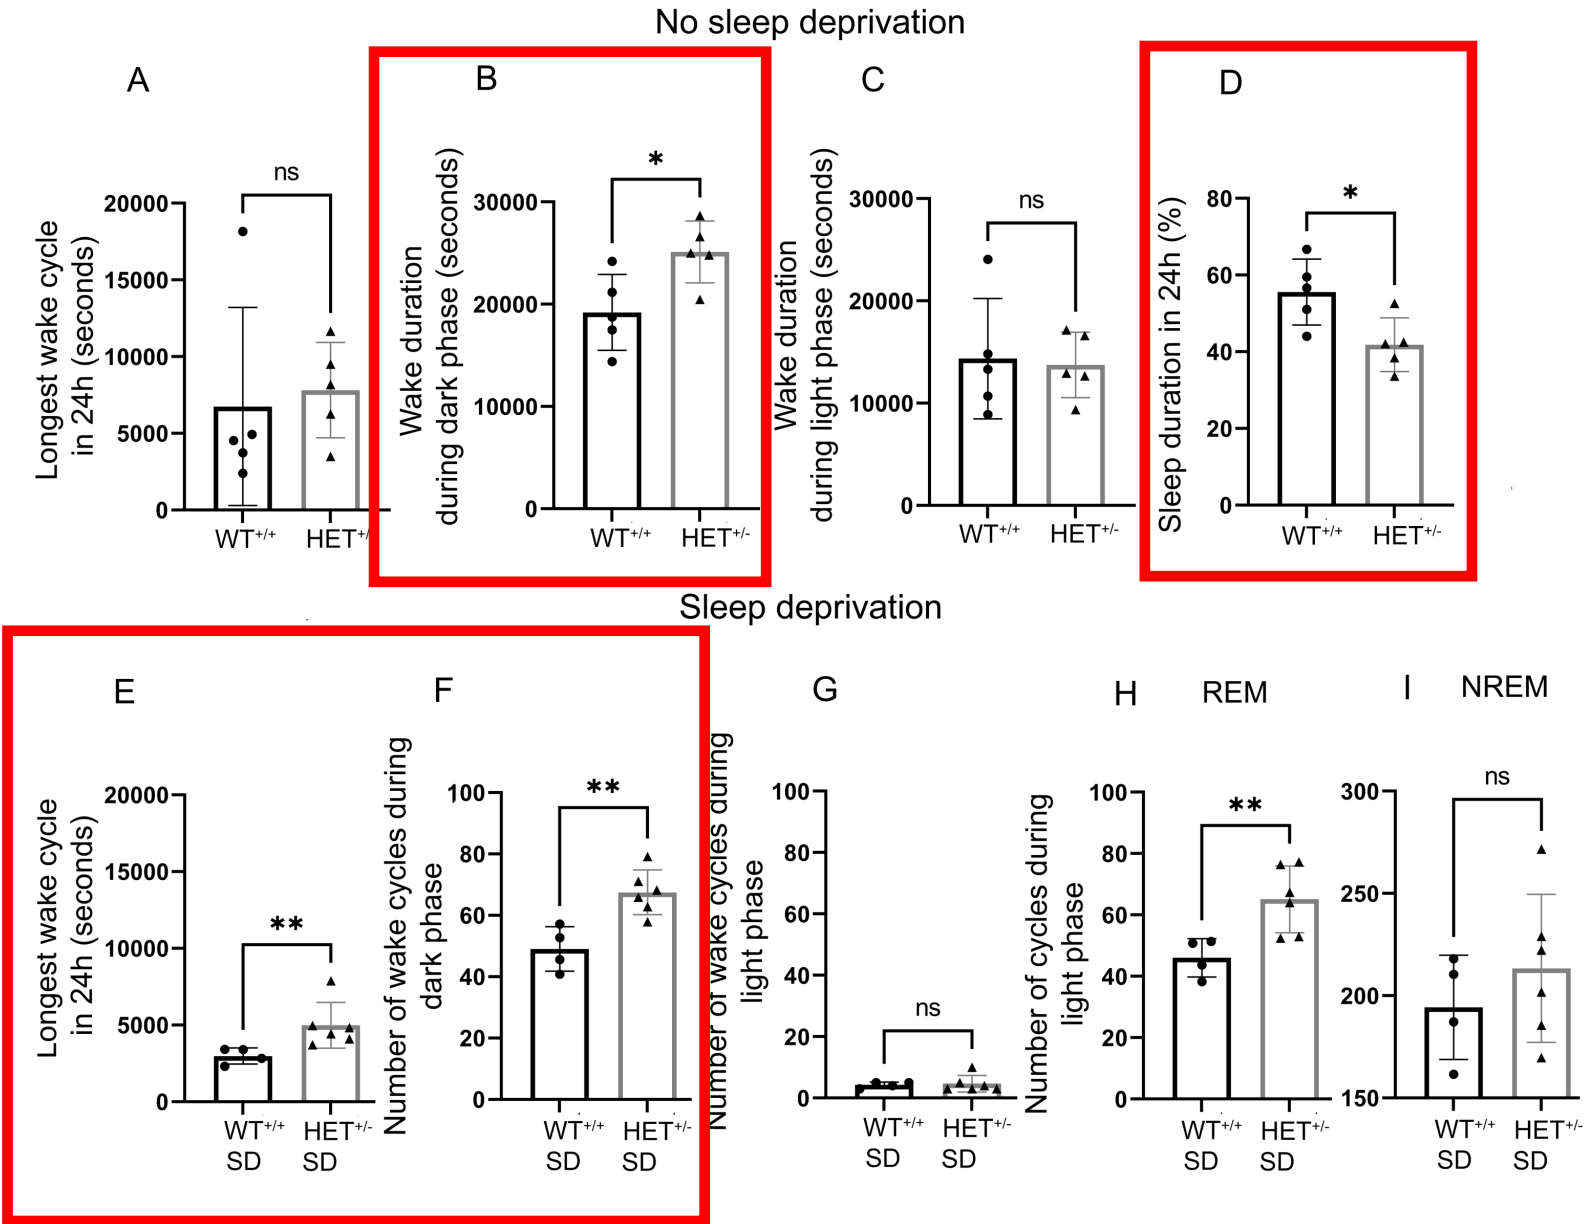 No sleep deprivation
A
Longest wake cycle
in 24h (seconds)
20000
15000
10000
5000
0
ns
WT+/+
HET+/
B
Wake duration
during dark phase (seconds)
30000
20000
10000
0
*
WT+/+
HET+/-
C
Wake duration
during light phase (seconds)
30000
20000
10000
0
ns
WT+/+
HET+/-
D
Sleep duration in 24h (%)
80
60
40
20
0
*
WT+/+
HET+/-
Sleep deprivation
E
Longest wake cycle
in 24h (seconds)
20000
15000
10000
5000
0
**
WT+/+
SD
HET+/-
SD
F
Number of wake cycles during
dark phase
100
80
60
40
20
0
**
WT+/+
SD
HET+/-
SD
G
Number of wake cycles during
light phase
100
80
60
40
20
0
ns
WT+/+
SD
HET+/-
SD
H
REM
Number of cycles during
light phase
100
80
60
40
20
0
**
WT+/+
SD
HET+/-
SD
I
NREM
300
250
200
150
ns
WT+/+
SD
HET+/-
SD